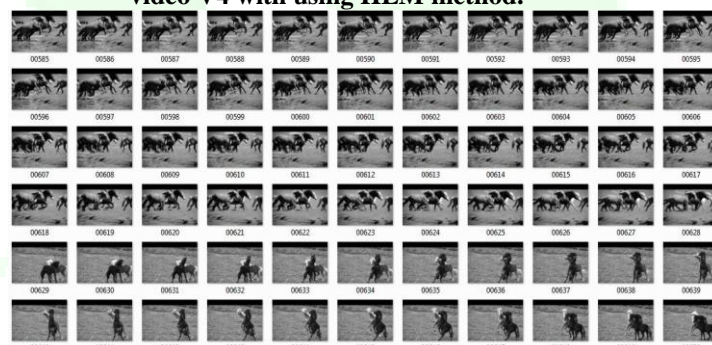 video V4 with using HLM method.
00585 00586 00587 00588 00589 00590 00591 00592 00593 00594 00595
00596 00597 00598 00599 00600 00601 00602 00603 00604 00605 00606
00607 00608 00609 00610 00611 00612 00613 00614 00615 00616 00617
00618 00619 00620 00621 00622 00623 00624 00625 00626 00627 00628
00629 00630 00631 00632 00633 00634 00635 00636 00637 00638 00639